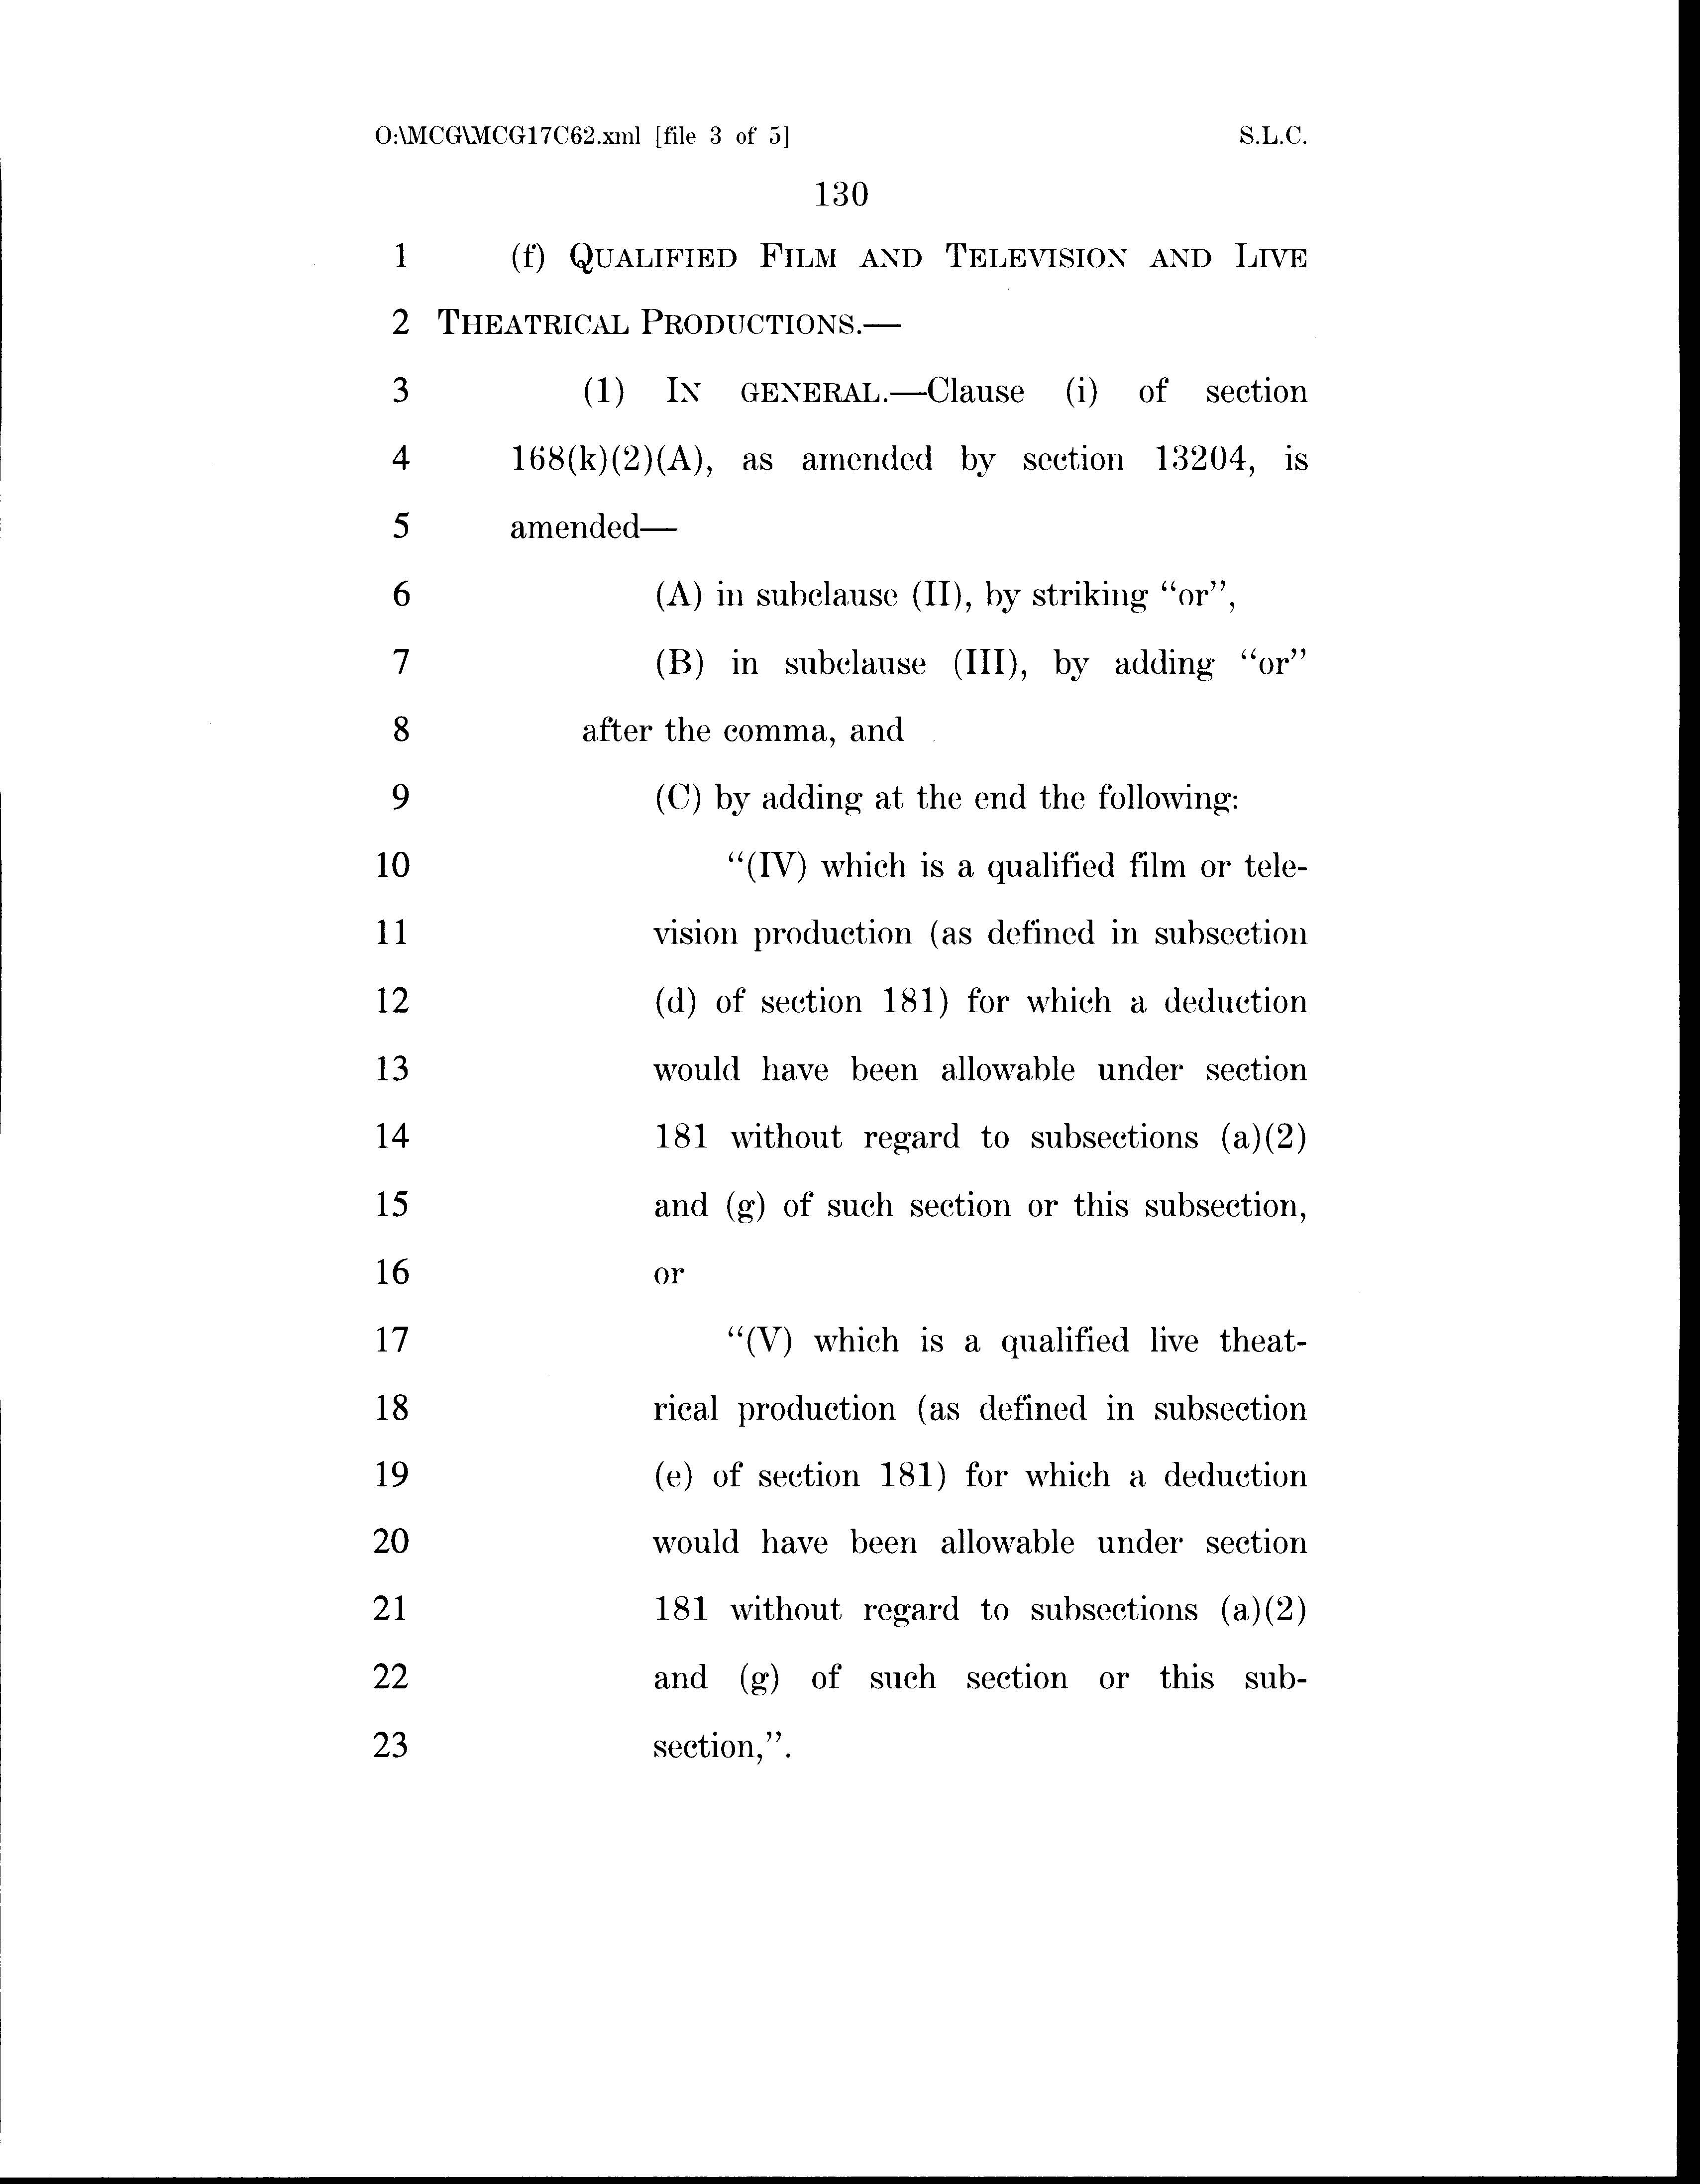 O:\MCG\MCG17C62.xml [file 3 of 5] S.L.C.
130
1 (f) QUALIFIED FILM AND TELEVISION AND LIVE
2 THEATRICAL PRODUCTIONS.—
3 (1) IN GENERAL.—Clause (i) of section
4 168(k)(2)(A), as amended by section 13204, is
5 amended—
6 (A) in subclause (II), by striking “or”,
7 (B) in subclause (III), by adding “or”
8 after the comma, and
9 (C) by adding at the end the following:
10 “(IV) which is a qualified film or tele-
11 vision production (as defined in subsection
12 (d) of section 181) for which a deduction
13 would have been allowable under section
14 181 without regard to subsections (a)(2)
15 and (g) of such section or this subsection,
16 or
17 “(V) which is a qualified live theat-
18 rical production (as defined in subsection
19 (e) of section 181) for which a deduction
20 would have been allowable under section
21 181 without regard to subsections (a)(2)
22 and (g) of such section or this sub-
23 section,”.